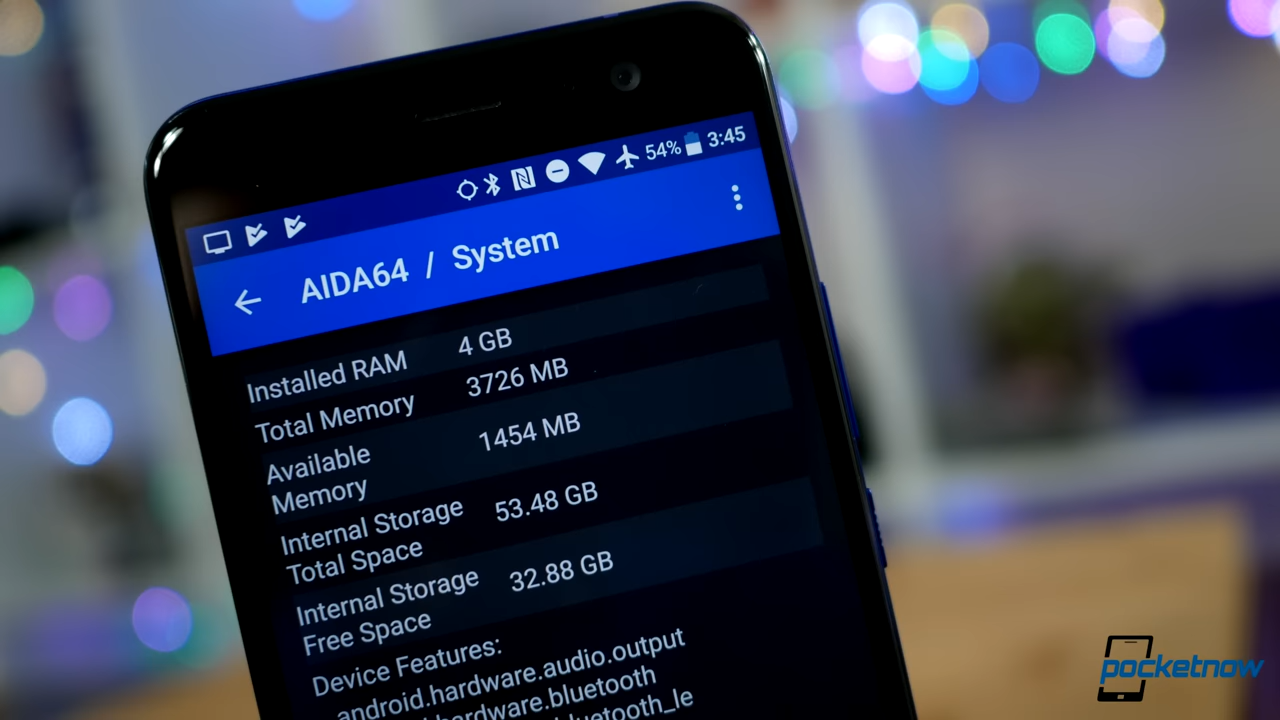 54% 3:45
AIDA64 / System
Installed RAM 4 GB
Total Memory 3726 MB
Available
Memory 1454 MB
Internal Storage
Total Space 53.48 GB
Internal Storage
Free Space 32.88 GB
Device Features:
android.hardware.audio.output
hardware.bluetooth
bluetooth_le
pocketnow